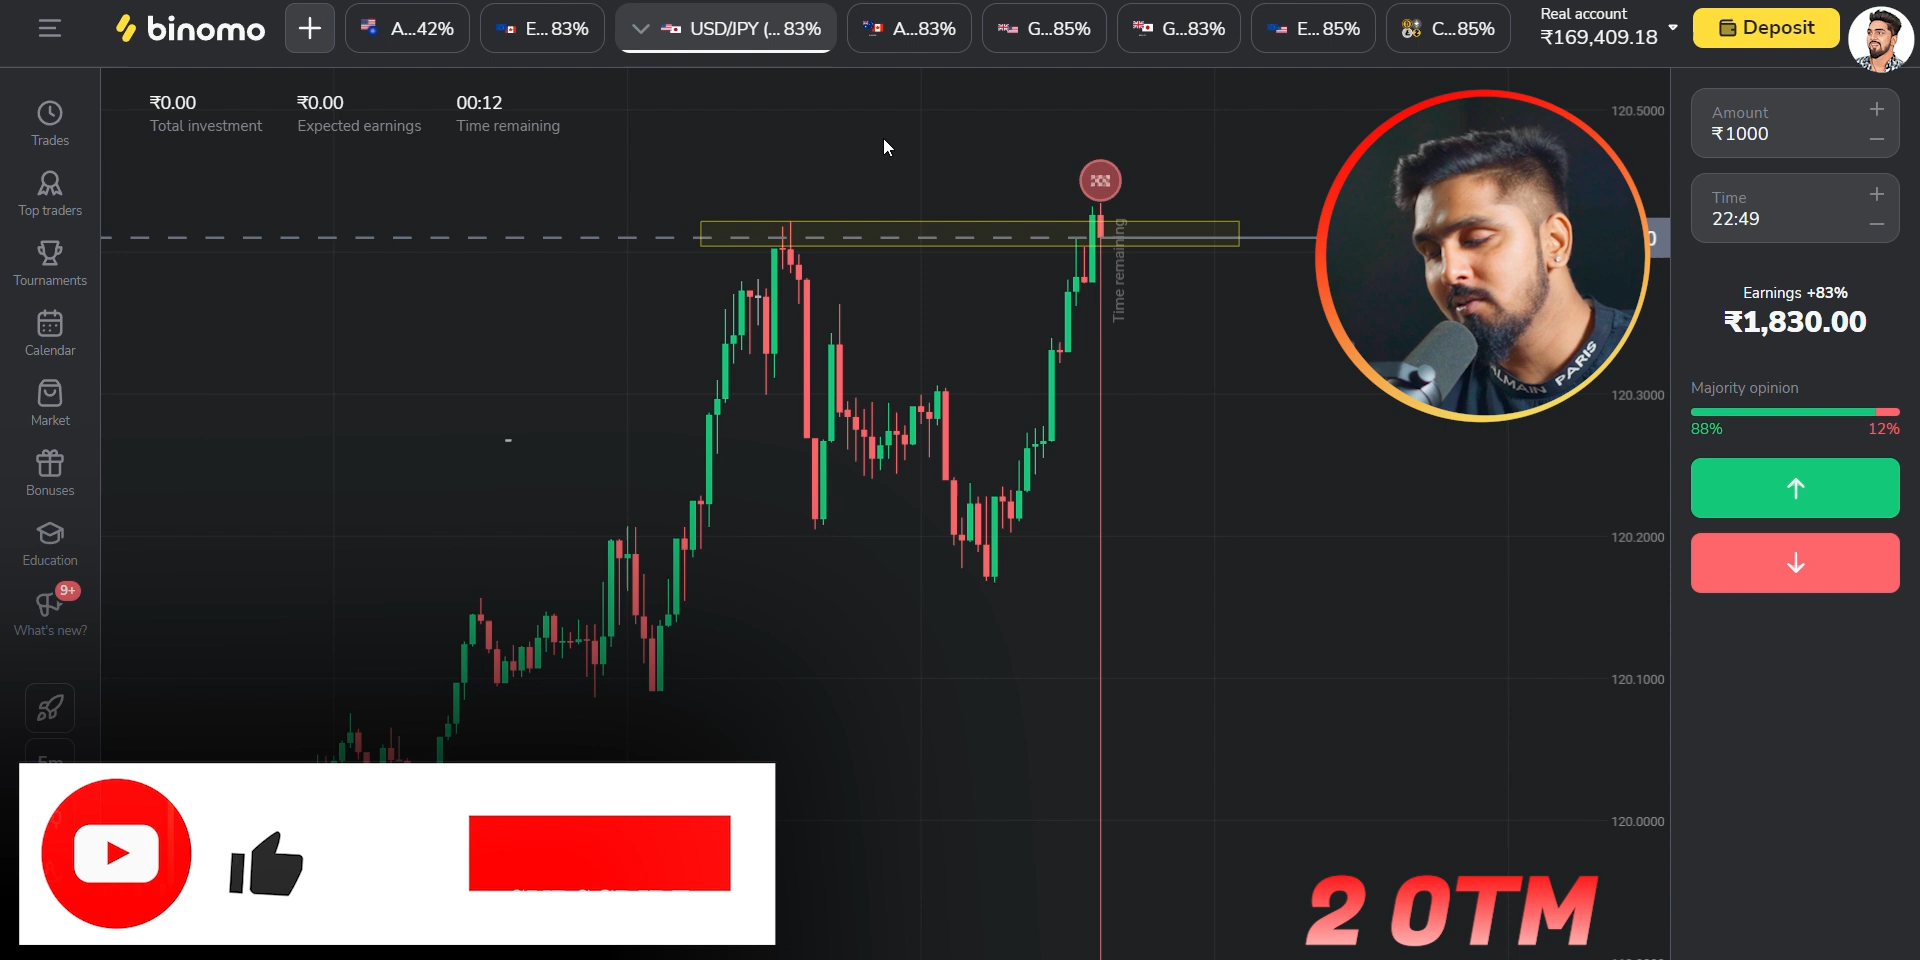 binomo
A...42%
E...83%
USD/JPY (... 83%
A...83%
G...85%
G...83%
E...85%
C...85%
Real account
₹169,409.18
Deposit
₹0.00
Total investment
₹0.00
Expected earnings
00:12
Time remaining
Trades
Top traders
Tournaments
Calendar
Market
Bonuses
Education
9+
What's new?
Time remaining
BALMAIN PARIS
120.5000
120.3000
120.2000
120.1000
120.0000
Amount
₹1000
Time
22:49
Earnings +83%
₹1,830.00
Majority opinion
88%
12%
2 OTM